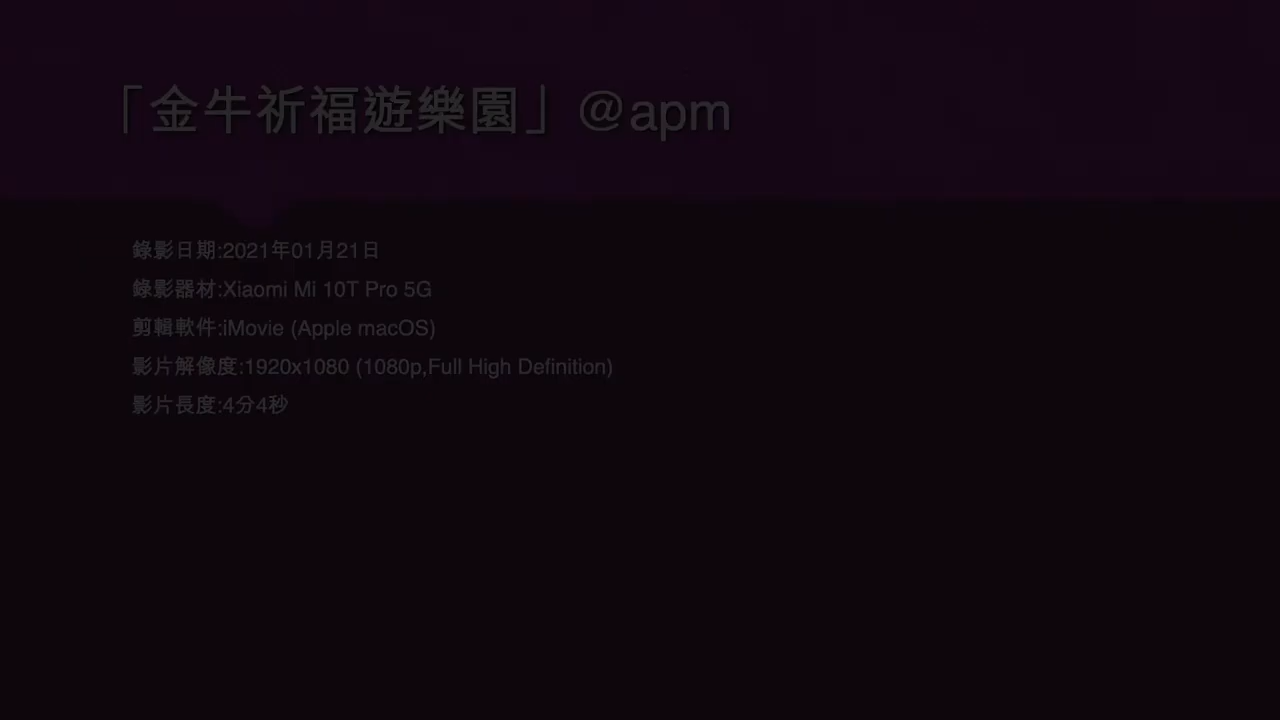 「金牛祈福遊樂園」@apm
錄影日期:2021年01月21日
錄影器材:Xiaomi Mi 10T Pro 5G
剪輯軟件:iMovie (Apple macOS)
影片解像度:1920x1080 (1080p,Full High Definition)
影片長度:4分4秒